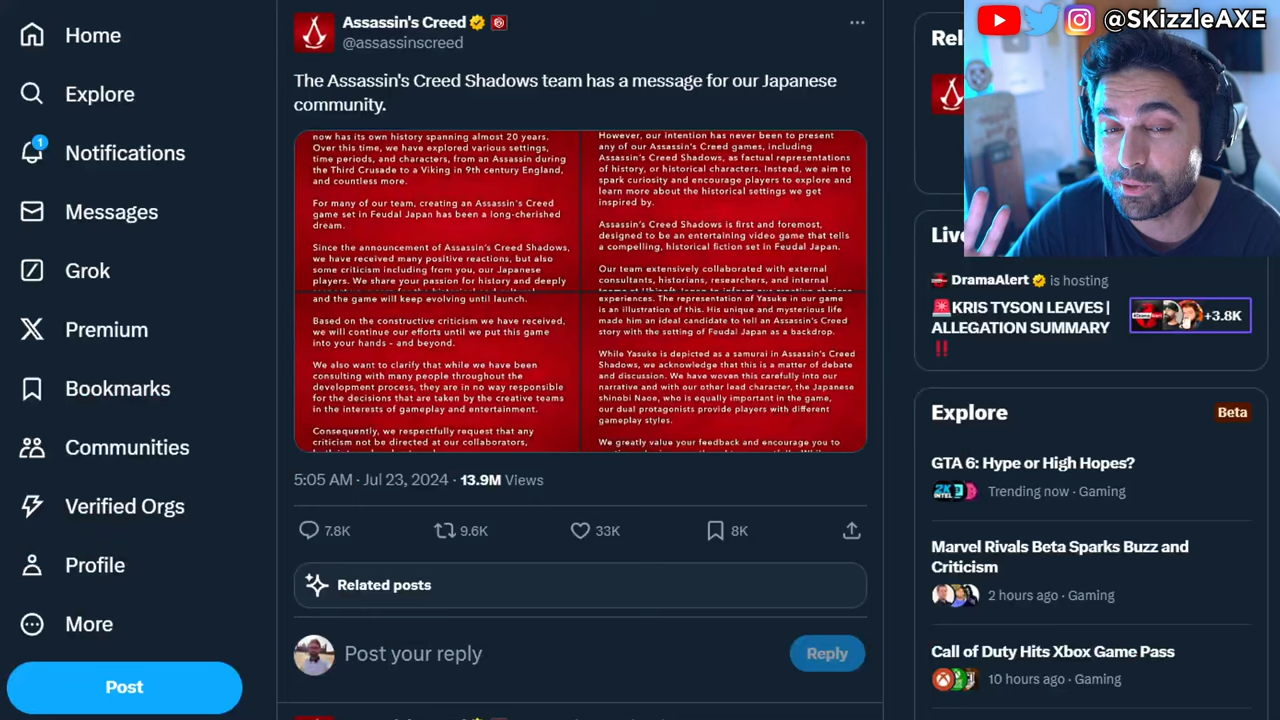 Home
Explore
1
Notifications
Messages
Grok
Premium
Bookmarks
Communities
Verified Orgs
Profile
More
Post
Assassin's Creed
@assassinscreed
The Assassin's Creed Shadows team has a message for our Japanese
community.
now has its own history spanning almost 20 years.
Over this time, we have explored various settings,
time periods, and characters, from an Assassin during
the Third Crusade to a Viking in 9th century England,
and countless more.
For many of our team, creating an Assassin's Creed
game set in Feudal Japan has been a long-cherished
dream.
Since the announcement of Assassin's Creed Shadows,
we have received many positive reactions, but also
some criticism including from you, our Japanese
players. We share your passion for history and deeply
However, our intention has never been to present
any of our Assassin's Creed games, including
Assassin's Creed Shadows, as factual representations
of history, or historical characters. Instead, we aim to
spark curiosity and encourage players to explore and
learn more about the historical settings we get
inspired by.
Assassin's Creed Shadows is first and foremost,
designed to be an entertaining video game that tells
a compelling, historical fiction set in Feudal Japan.
Our team extensively collaborated with external
consultants, historians, researchers, and internal
and the game will keep evolving until launch.
Based on the constructive criticism we have received,
we will continue our efforts until we put this game
into your hands – and beyond.
We also want to clarify that while we have been
consulting with many people throughout the
development process, they are in no way responsible
for the decisions that are taken by the creative teams
in the interests of gameplay and entertainment.
Consequently, we respectfully request that any
criticism not be directed at our collaborators,
experiences. The representation of Yasuke in our game
is an illustration of this. His unique and mysterious life
made him an ideal candidate to tell an Assassin's Creed
story with the setting of Feudal Japan as a backdrop.
While Yasuke is depicted as a samurai in Assassin's Creed
Shadows, we acknowledge that this is a matter of debate
and discussion. We have woven this carefully into our
narrative and with our other lead character, the Japanese
shinobi Naoe, who is equally important in the game,
our dual protagonists provide players with different
gameplay styles.
We greatly value your feedback and encourage you to
5:05 AM · Jul 23, 2024 · 13.9M Views
7.8K
9.6K
33K
8K
Related posts
Post your reply
Reply
@SKizzleAXE
Rel
Live
DramaAlert is hosting
🚨KRIS TYSON LEAVES |
ALLEGATION SUMMARY
‼️
+3.8K
Explore
Beta
GTA 6: Hype or High Hopes?
Trending now · Gaming
Marvel Rivals Beta Sparks Buzz and
Criticism
2 hours ago · Gaming
Call of Duty Hits Xbox Game Pass
10 hours ago · Gaming